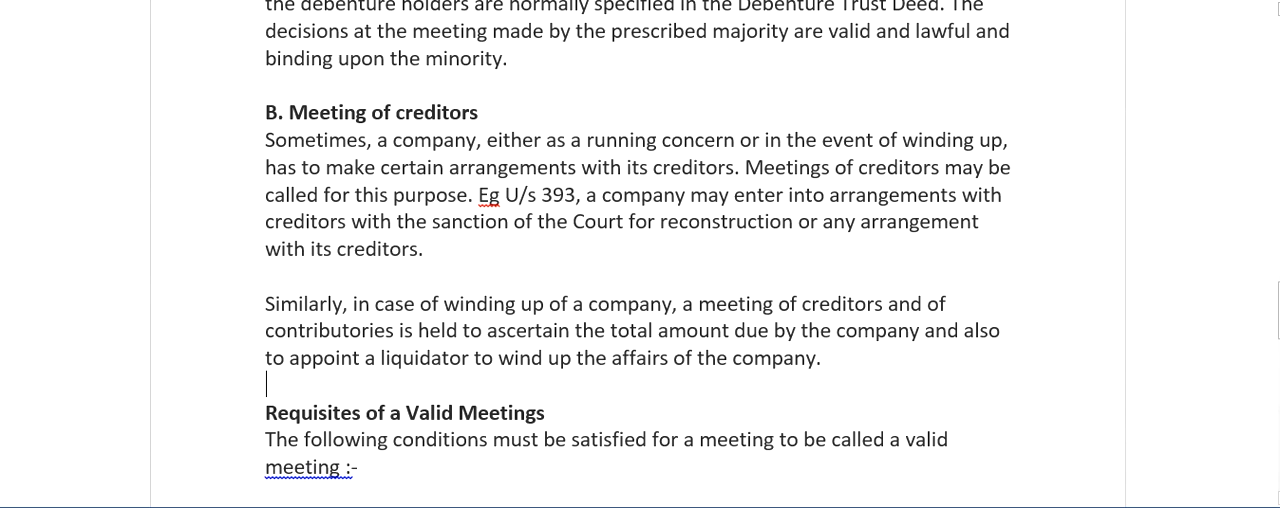 the debenture holders are normally specified in the Debenture Trust Deed. The
decisions at the meeting made by the prescribed majority are valid and lawful and
binding upon the minority.
B. Meeting of creditors
Sometimes, a company, either as a running concern or in the event of winding up,
has to make certain arrangements with its creditors. Meetings of creditors may be
called for this purpose. Eg U/s 393, a company may enter into arrangements with
creditors with the sanction of the Court for reconstruction or any arrangement
with its creditors.
Similarly, in case of winding up of a company, a meeting of creditors and of
contributories is held to ascertain the total amount due by the company and also
to appoint a liquidator to wind up the affairs of the company.
Requisites of a Valid Meetings
The following conditions must be satisfied for a meeting to be called a valid
meeting :-